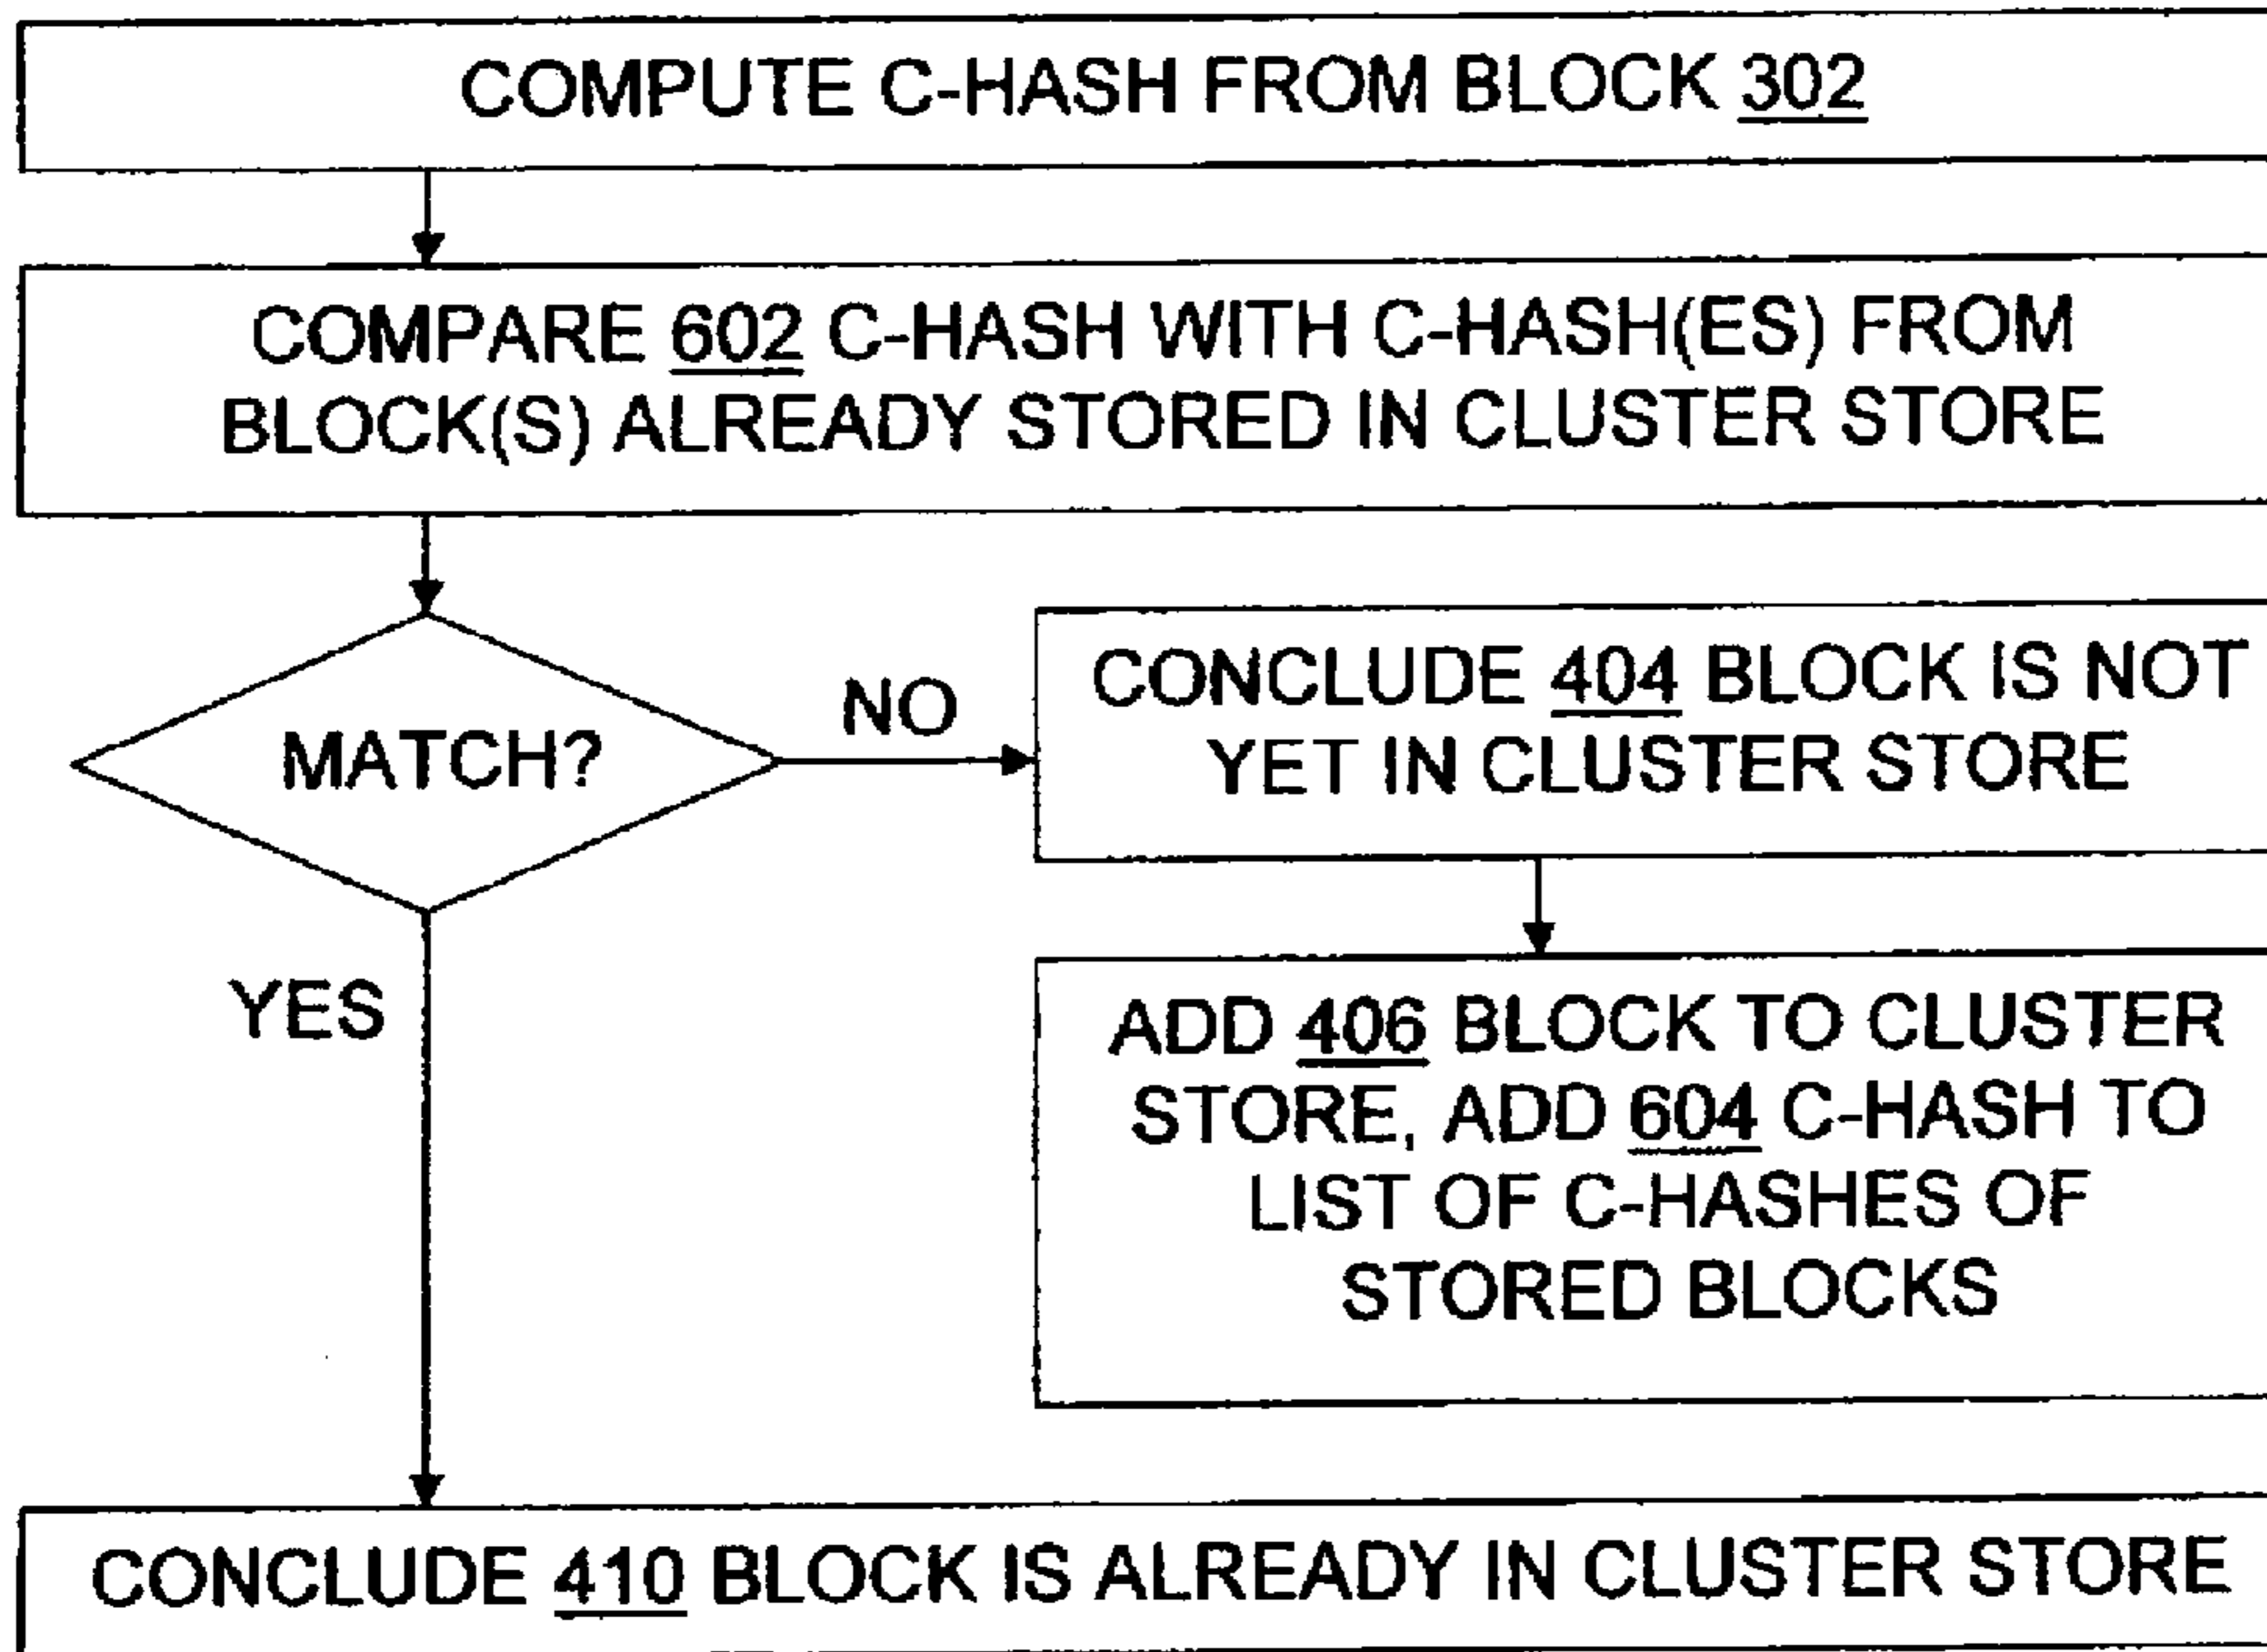 COMPUTE C-HASH FROM BLOCK 302
COMPARE 602 C-HASH WITH C-HASH(ES) FROM
BLOCK(S) ALREADY STORED IN CLUSTER STORE
MATCH?
NO
CONCLUDE 404 BLOCK IS NOT
YET IN CLUSTER STORE
YES
ADD 406 BLOCK TO CLUSTER
STORE, ADD 604 C-HASH TO
LIST OF C-HASHES OF
STORED BLOCKS
CONCLUDE 410 BLOCK IS ALREADY IN CLUSTER STORE